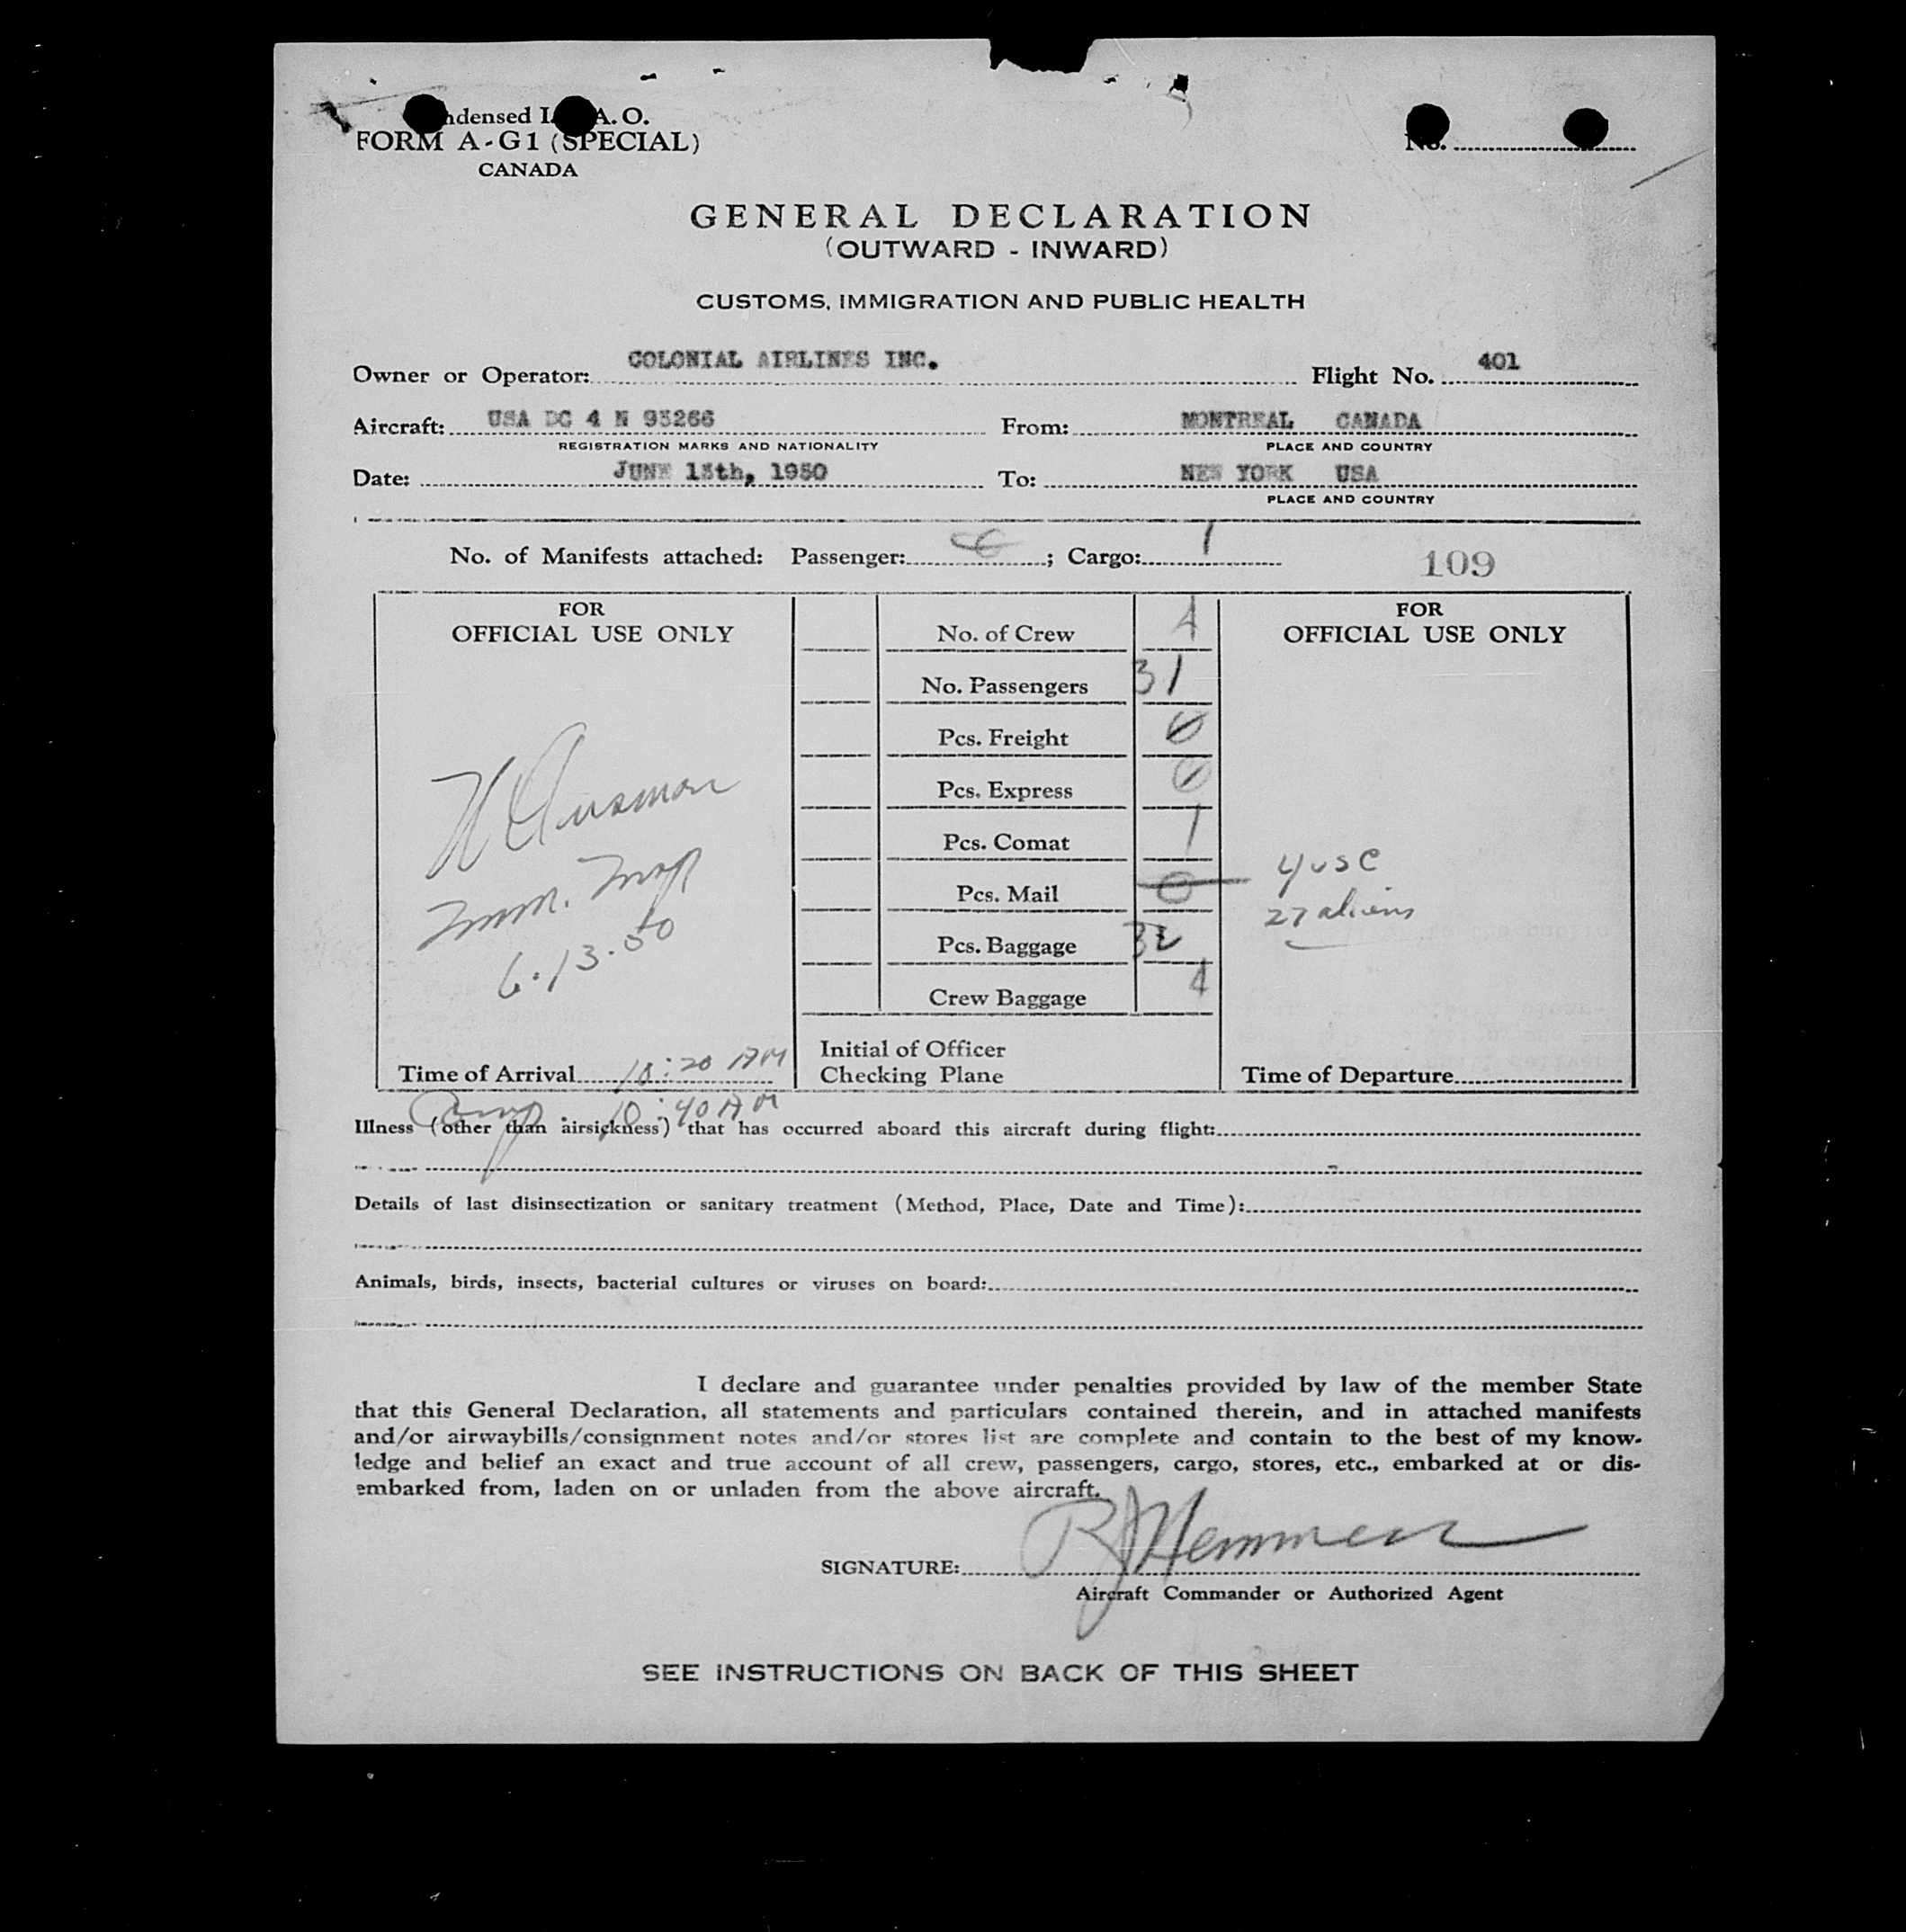 ndensed I. A.O.
FORM A-G1 (SPECIAL)
CANADA
No.
GENERAL DECLARATION
(OUTWARD - INWARD)
CUSTOMS, IMMIGRATION AND PUBLIC HEALTH
Owner or Operator: COLONIAL AIRLINES INC. Flight No. 401
Aircraft: USA DC 4 N 93266 From: MONTREAL CANADA
REGISTRATION MARKS AND NATIONALITY PLACE AND COUNTRY
Date: JUNE 13th, 1950 To: NEW YORK USA
PLACE AND COUNTRY
No. of Manifests attached: Passenger: ; Cargo: 1
109
FOR
OFFICIAL USE ONLY
6.13.50
Time of Arrival 10:20 AM
10:40 AM
No. of Crew 4
No. Passengers 31
Pcs. Freight 0
Pcs. Express 0
Pcs. Comat 1
Pcs. Mail 0
Pcs. Baggage 32
Crew Baggage 4
Initial of Officer
Checking Plane
FOR
OFFICIAL USE ONLY
4 USC
27 aliens
Time of Departure
Illness (other than airsickness) that has occurred aboard this aircraft during flight:
Details of last disinsectization or sanitary treatment (Method, Place, Date and Time):
Animals, birds, insects, bacterial cultures or viruses on board:
I declare and guarantee under penalties provided by law of the member State
that this General Declaration, all statements and particulars contained therein, and in attached manifests
and/or airwaybills/consignment notes and/or stores list are complete and contain to the best of my know-
ledge and belief an exact and true account of all crew, passengers, cargo, stores, etc., embarked at or dis-
embarked from, laden on or unladen from the above aircraft.
SIGNATURE:
Aircraft Commander or Authorized Agent
SEE INSTRUCTIONS ON BACK OF THIS SHEET